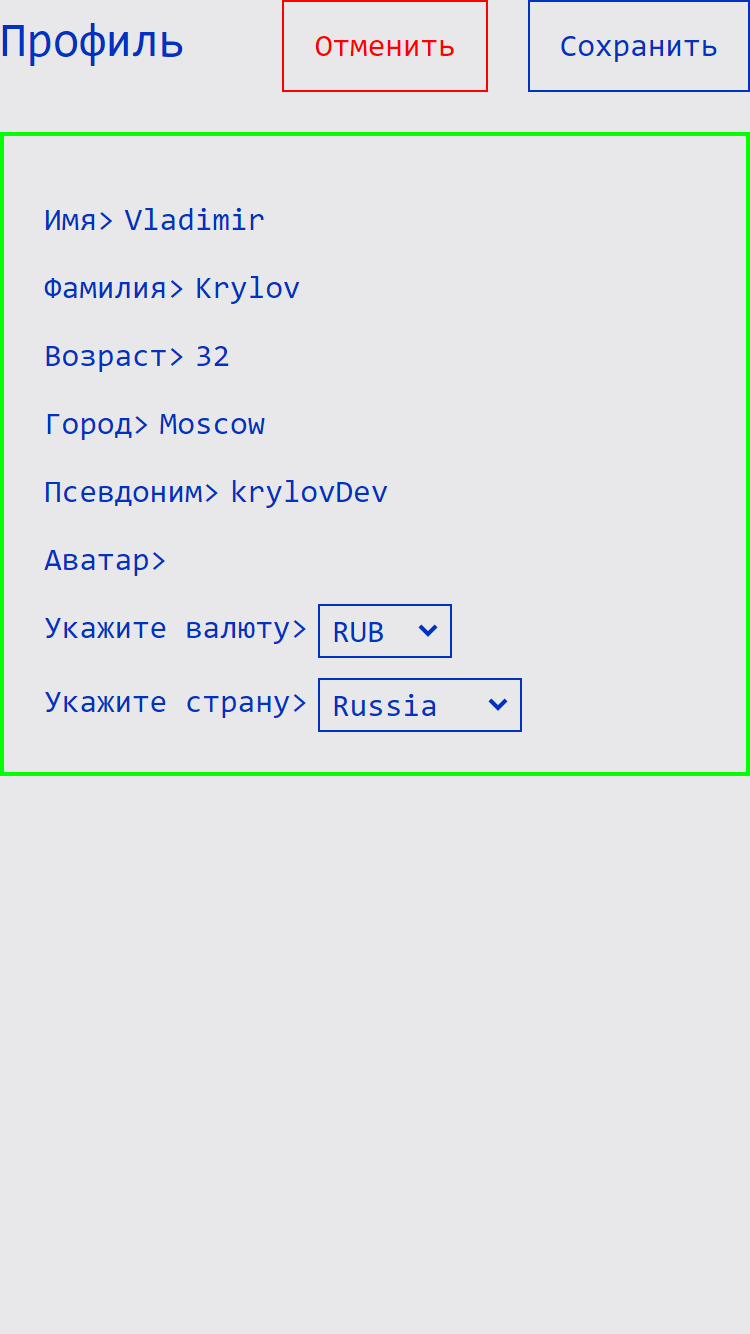 Профиль Отменить Сохранить
Имя> Vladimir
Фамилия> Krylov
Возраст> 32
Город> Moscow
Псевдоним> krylovDev
Аватар>
Укажите валюту> RUB
Укажите страну> Russia